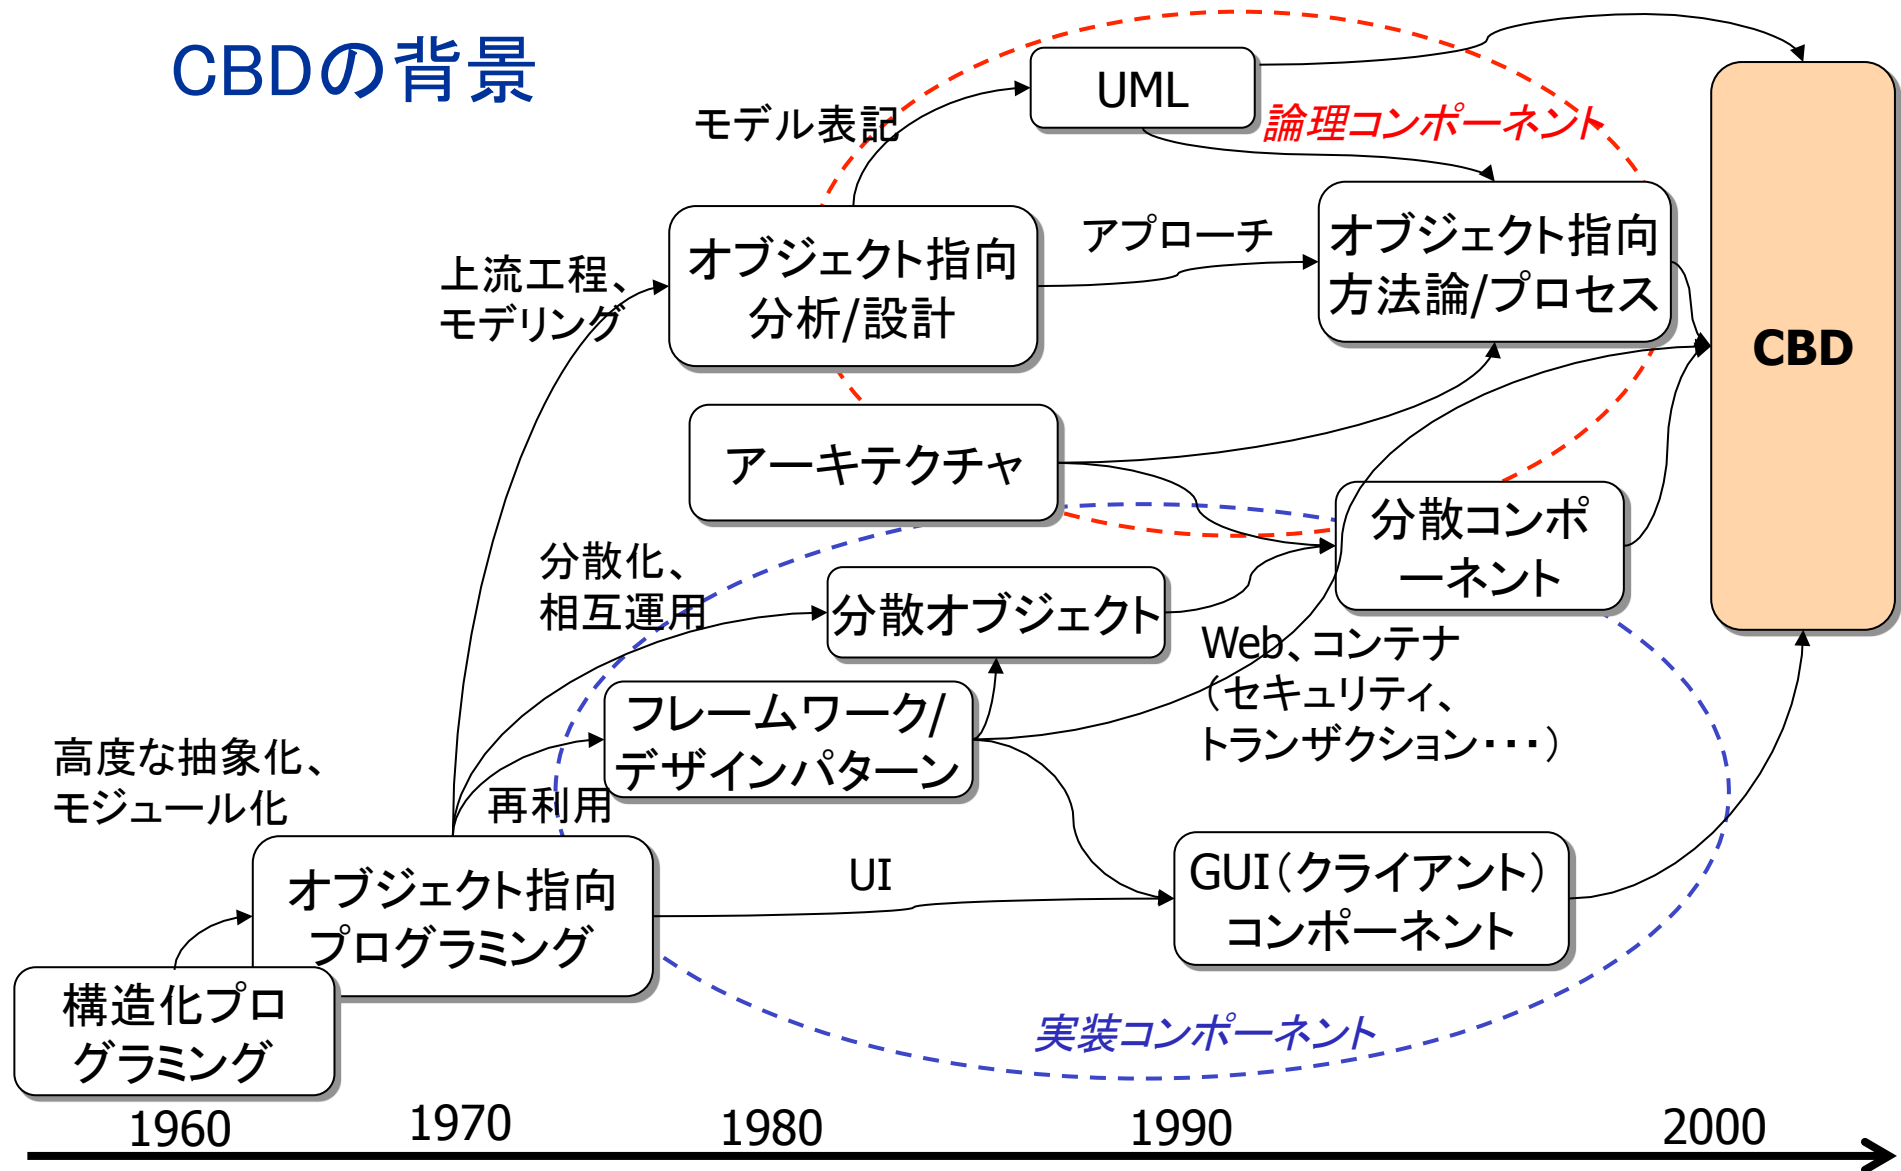 CBDの背景
UML
モデル表記
論理コンポーネント
オブジェクト指向
分析/設計
アプローチ
オブジェクト指向
方法論/プロセス
上流工程、
モデリング
CBD
アーキテクチャ
分散コンポ
ーネント
分散化、
相互運用
分散オブジェクト
Web、コンテナ
（セキュリティ、
トランザクション・・・）
フレームワーク/
デザインパターン
高度な抽象化、
モジュール化
再利用
オブジェクト指向
プログラミング
UI
GUI（クライアント）
コンポーネント
構造化プロ
グラミング
実装コンポーネント
1960
1970
1980
1990
2000